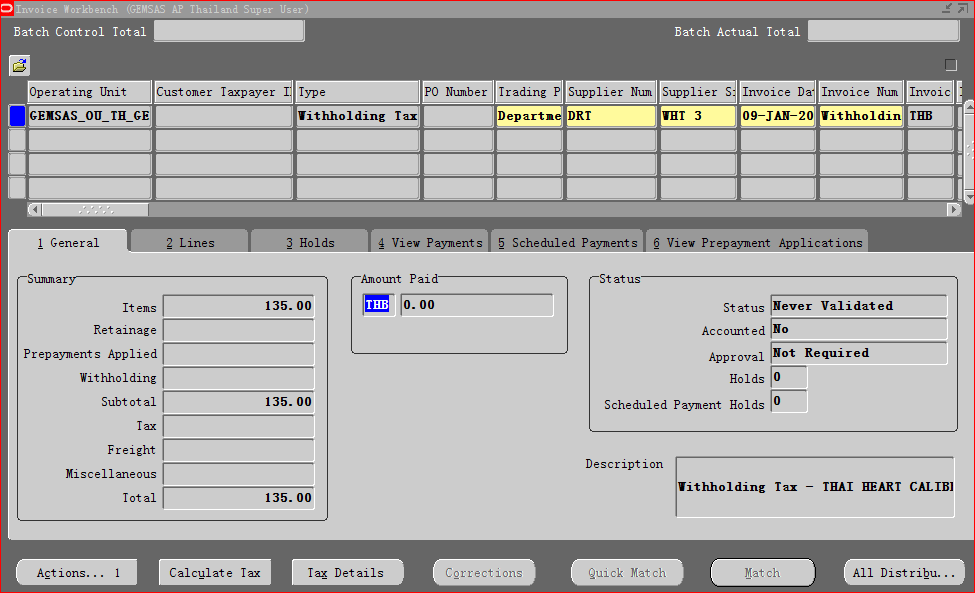 Invoice Workbench (GEMSAS AP Thailand Super User)
Batch Control Total
Batch Actual Total
Operating Unit Customer Taxpayer I Type PO Number Trading P Supplier Num Supplier S Invoice Da Invoice Num Invoic
GEMSAS_OU_TH_GE Withholding Tax Departme DRT WHT 3 09-JAN-20 Withholdin THB
1 General 2 Lines 3 Holds 4 View Payments 5 Scheduled Payments 6 View Prepayment Applications
Summary
Items 135.00
Retainage
Prepayments Applied
Withholding
Subtotal 135.00
Tax
Freight
Miscellaneous
Total 135.00
Amount Paid
THB 0.00
Status
Status Never Validated
Accounted No
Approval Not Required
Holds 0
Scheduled Payment Holds 0
Description Withholding Tax - THAI HEART CALIB
Actions... 1 Calculate Tax Tax Details Corrections Quick Match Match All Distribu...